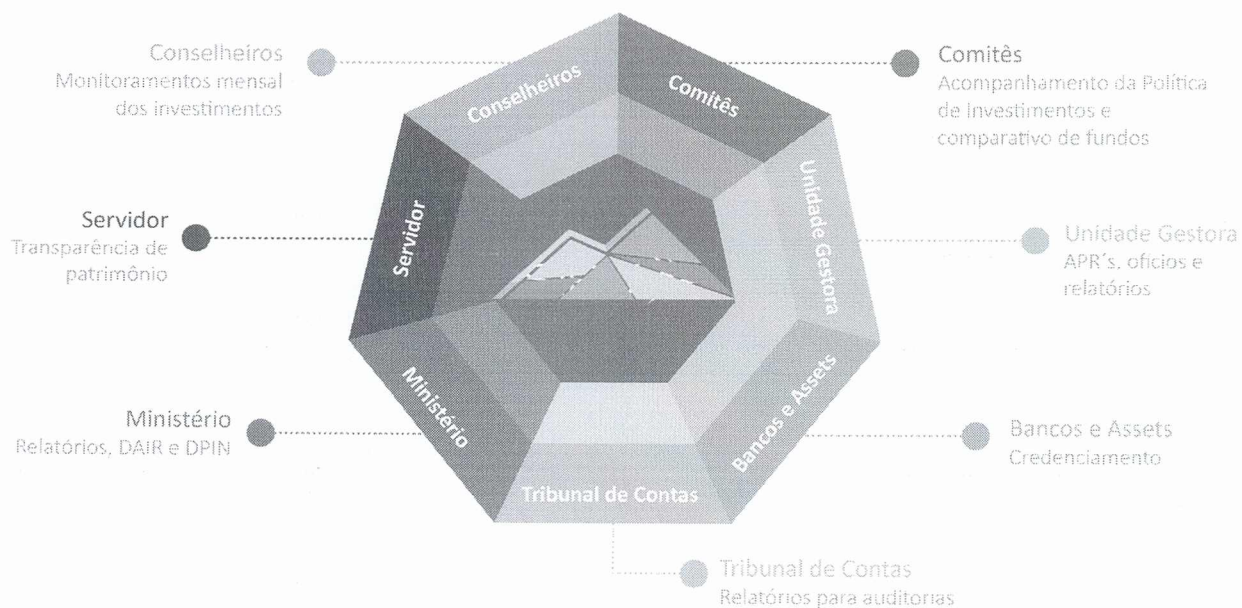 Conselheiros
Monitoramentos mensal
dos investimentos
Comitês
Acompanhamento da Política
de Investimentos e
comparativo de fundos
Conselheiros
Comitês
Unidade Gestora
Servidor
Servidor
Transparência de
patrimônio
Unidade Gestora
APR´s, ofícios e
relatórios
Ministério
Bancos e Assets
Ministério
Relatórios, DAIR e DPIN
Bancos e Assets
Credenciamento
Tribunal de Contas
Tribunal de Contas
Relatórios para auditorias